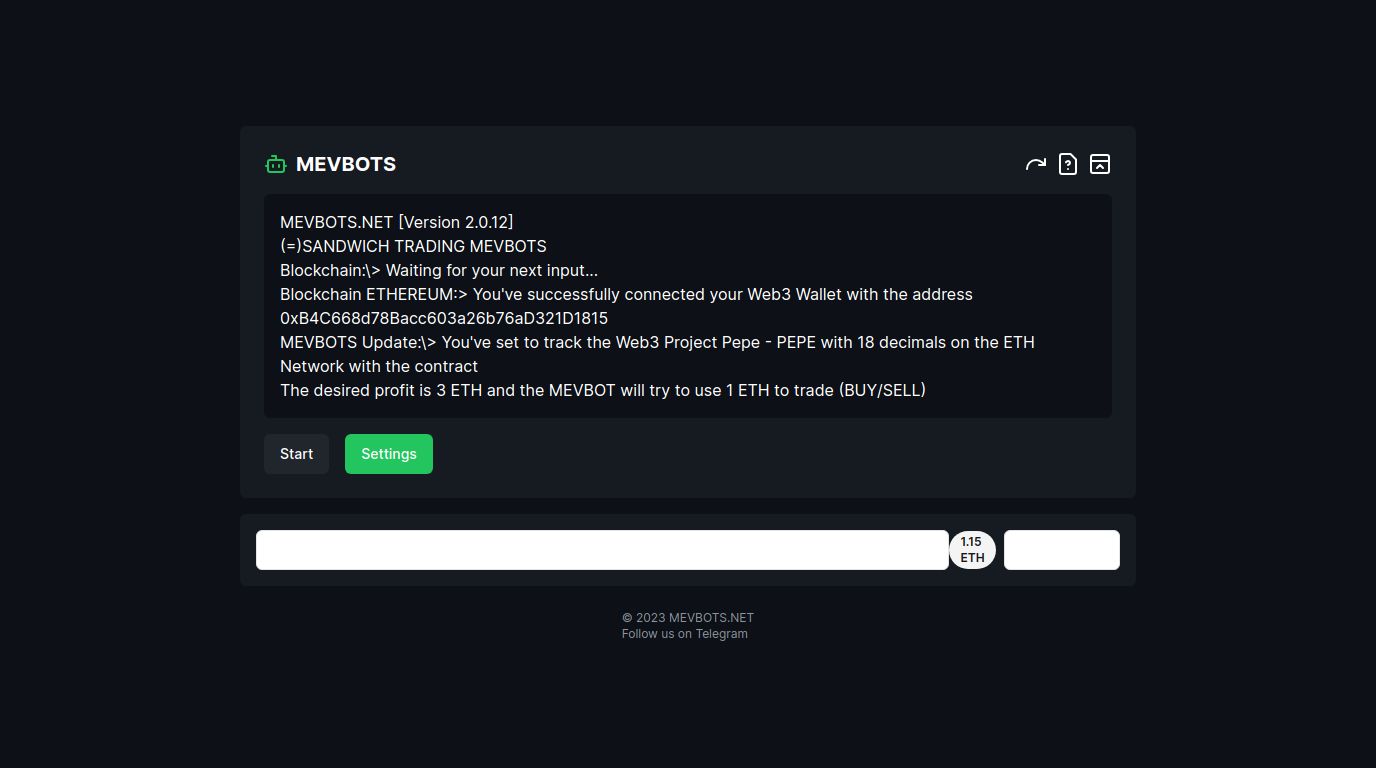 MEVBOTS
MEVBOTS.NET [Version 2.0.12]
(=)SANDWICH TRADING MEVBOTS
Blockchain:\> Waiting for your next input...
Blockchain ETHEREUM:> You've successfully connected your Web3 Wallet with the address
0xB4C668d78Bacc603a26b76aD321D1815
MEVBOTS Update:\> You've set to track the Web3 Project Pepe - PEPE with 18 decimals on the ETH
Network with the contract
The desired profit is 3 ETH and the MEVBOT will try to use 1 ETH to trade (BUY/SELL)
Start
Settings
1.15
ETH
© 2023 MEVBOTS.NET
Follow us on Telegram